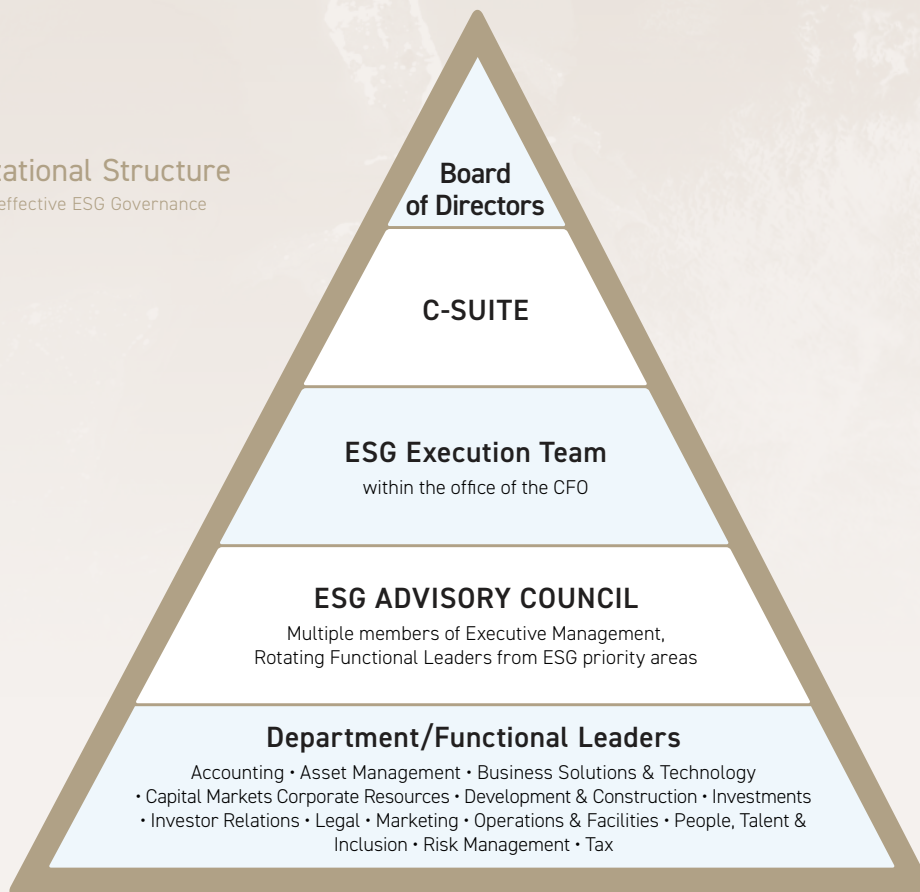 ational Structure
effective ESG Governance
Board
of Directors
C-SUITE
ESG Execution Team
within the office of the CFO
ESG ADVISORY COUNCIL
Multiple members of Executive Management,
Rotating Functional Leaders from ESG priority areas
Department/Functional Leaders
Accounting • Asset Management • Business Solutions & Technology
• Capital Markets Corporate Resources • Development & Construction • Investments
• Investor Relations • Legal • Marketing • Operations & Facilities • People, Talent &
Inclusion • Risk Management • Tax